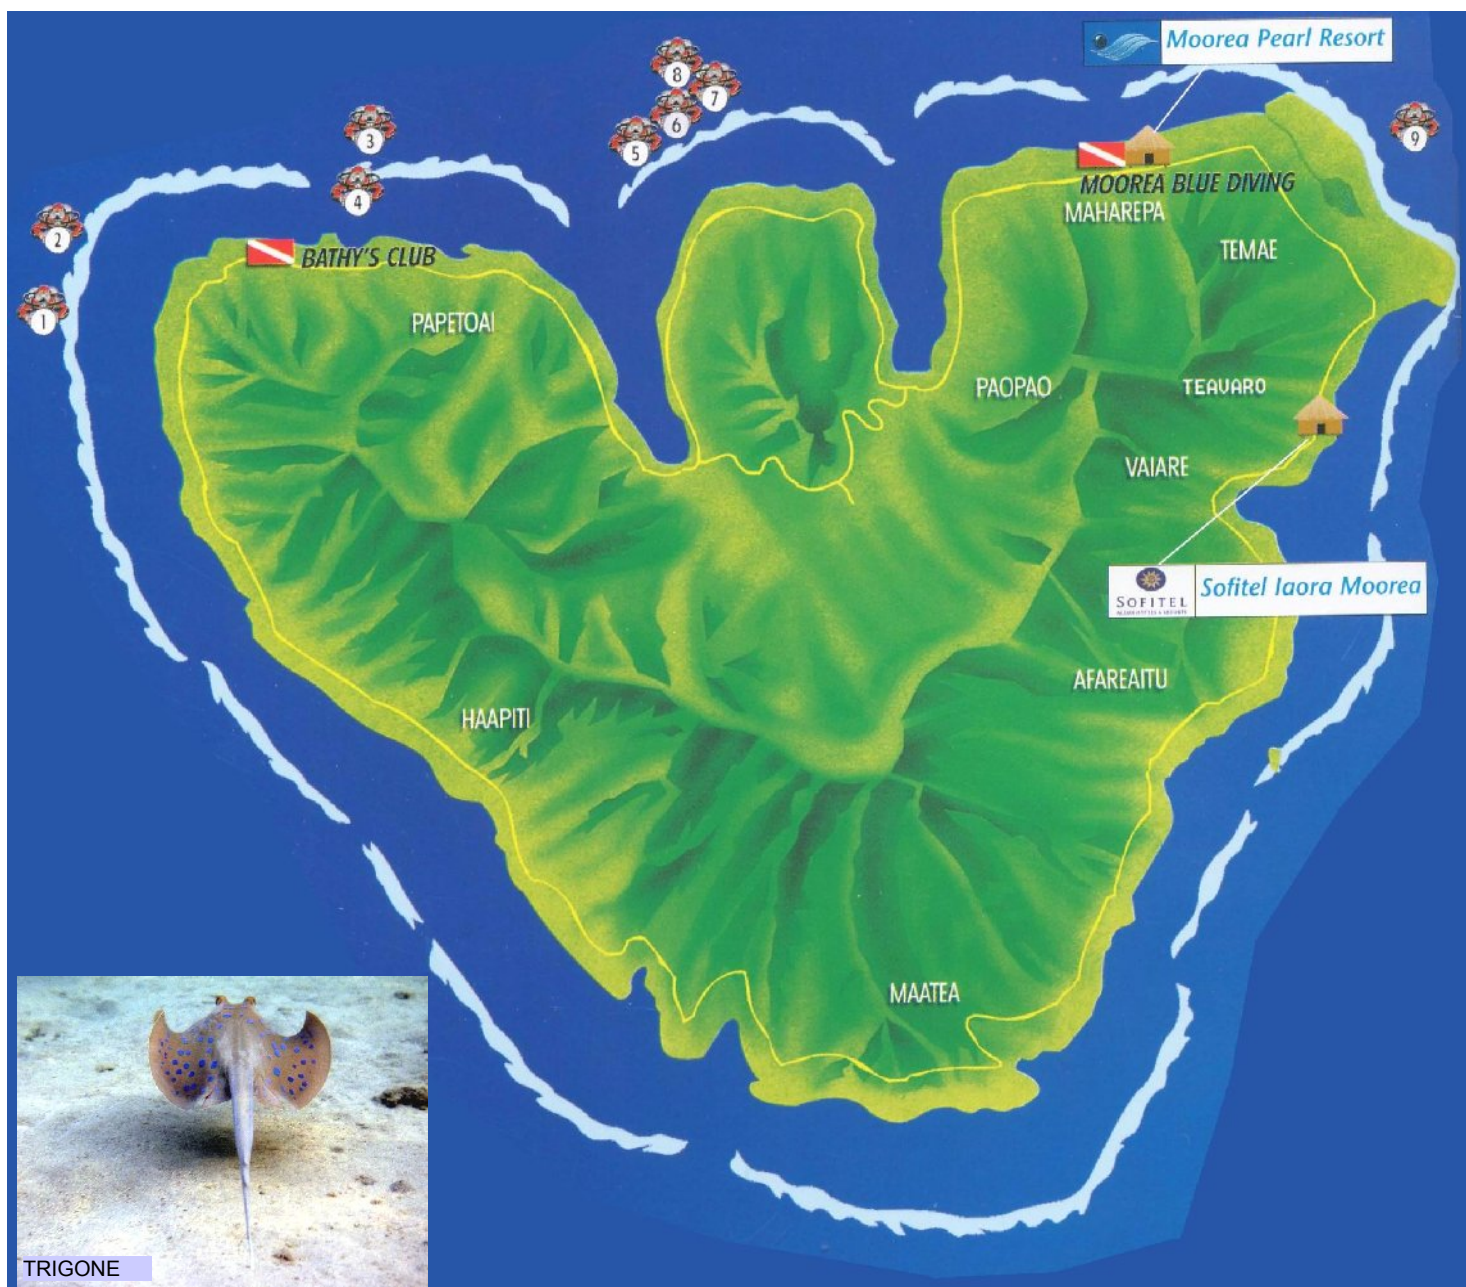 Moorea Pearl Resort
8
7
6
5
3
9
4
2
1
MOOREA BLUE DIVING
MAHAREPA
TEMAE
BATHY'S CLUB
PAPETOAI
PAOPAO
TEAVARO
VAIARE
SOFITEL
Sofitel Iaora Moorea
AFAREAITU
HAAPITI
MAATEA
TRIGONE